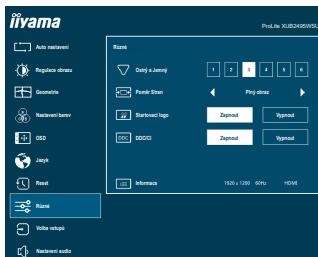 iiyama
ProLite XUB2495WSU
Auto nastavení
Různé
Regulace obrazu
Ostrý a Jemný
1 2 3 4 5 6
Geometrie
Poměr Stran
Plný obraz
Nastavení barev
Startovací logo
Zapnout
Vypnout
OSD
DDC
DDC/CI
Zapnout
Vypnout
Jazyk
Reset
Informace
1920 x 1200 60Hz HDMI
Různé
Volba vstupů
Nastavení audio